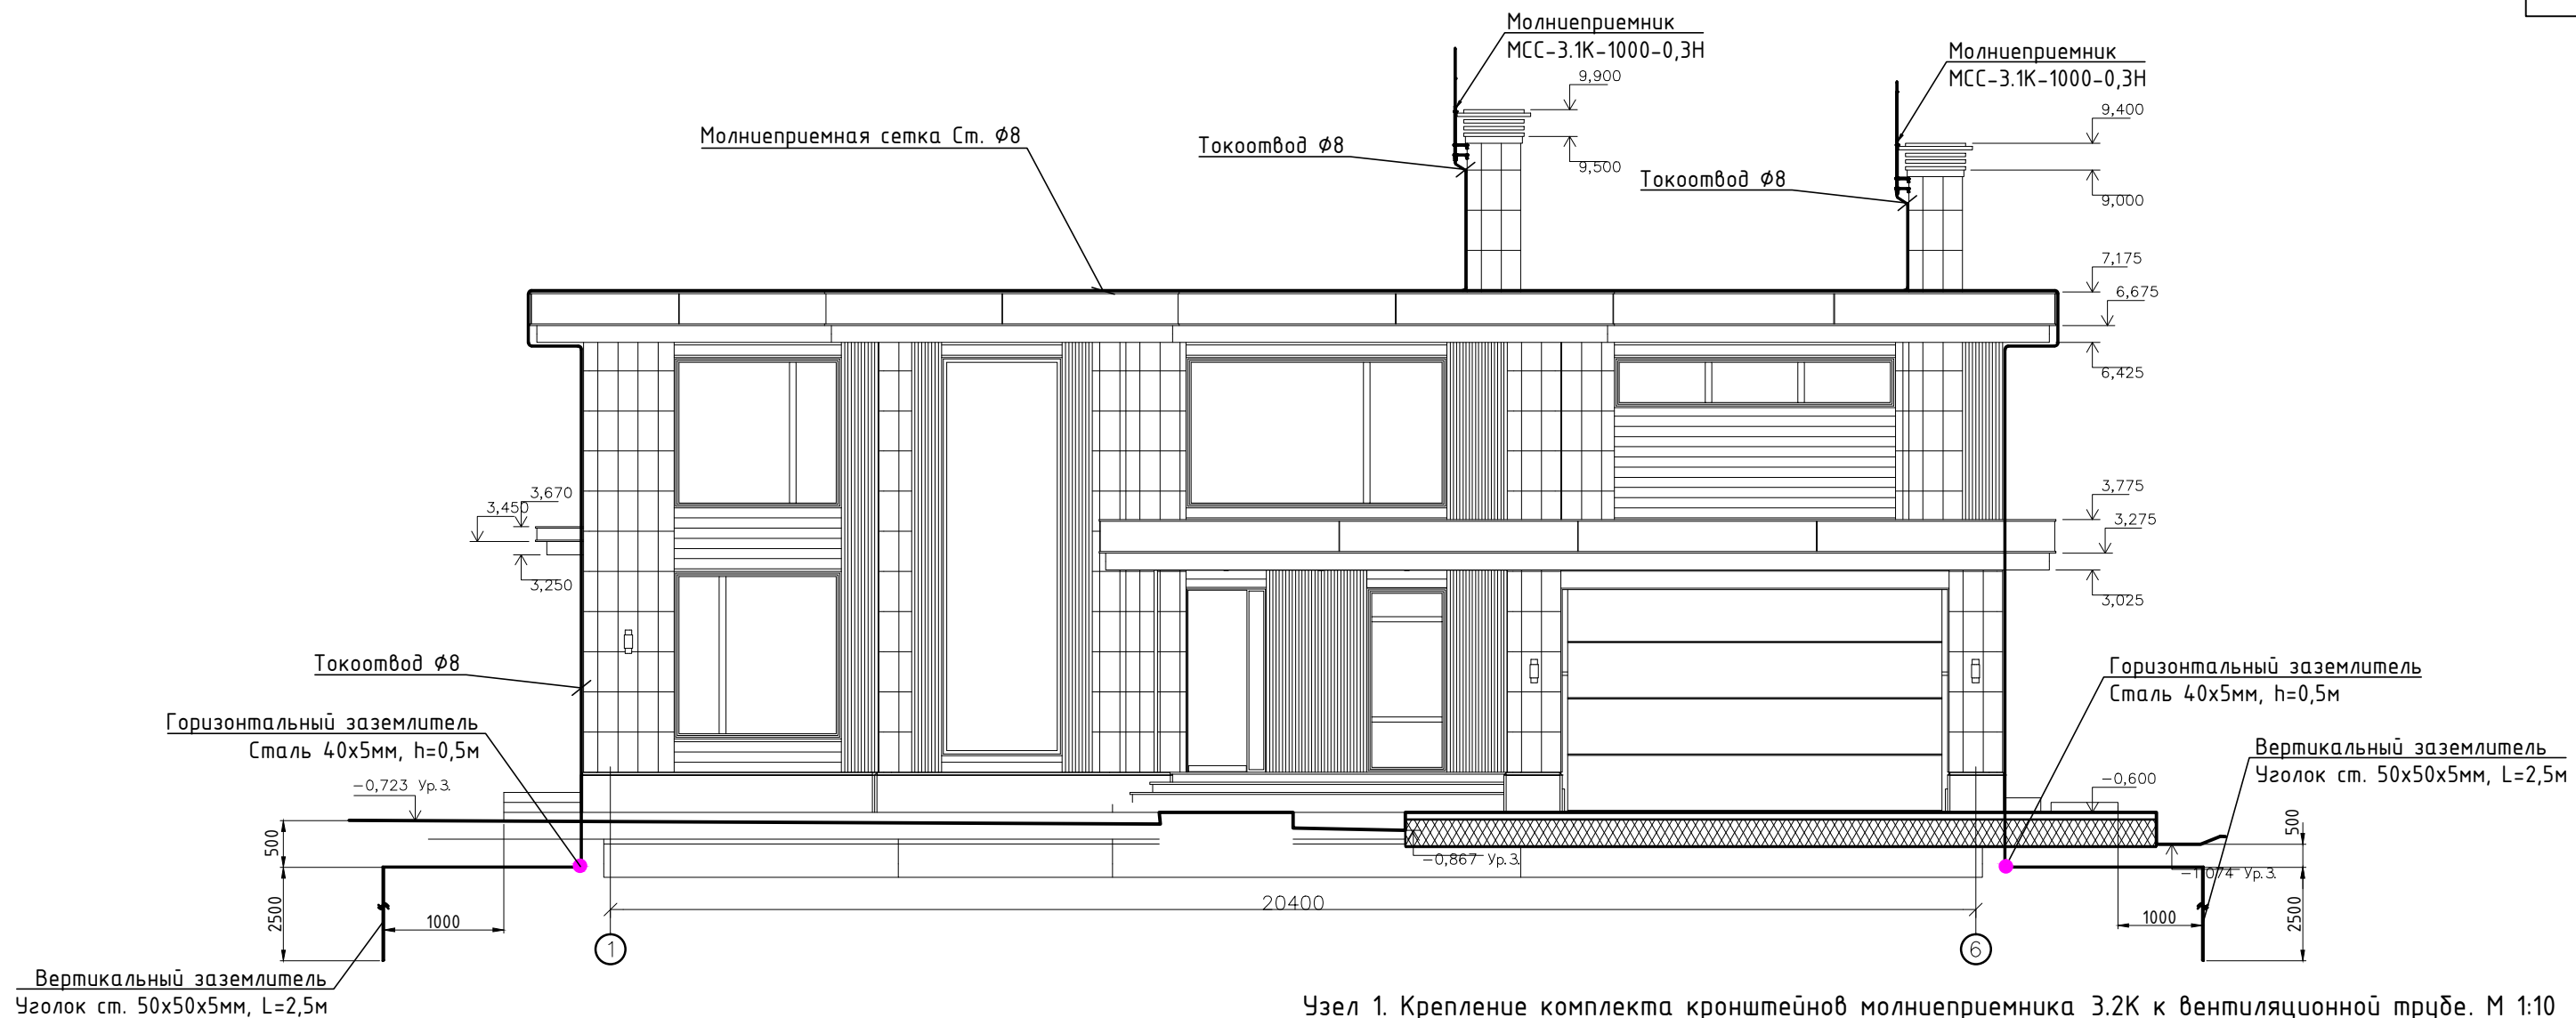 Молниеприемник
МСС-3.1К-1000-0,3Н
9,900
9,500
Молниеприемник
МСС-3.1К-1000-0,3Н
9,400
9,000
Молниеприемная сетка Ст. Ø8
Токоотвод Ø8
Токоотвод Ø8
7,175
6,675
6,425
3,670
3,450
3,250
3,775
3,275
3,025
Токоотвод Ø8
Горизонтальный заземлитель
Сталь 40х5мм, h=0,5м
Горизонтальный заземлитель
Сталь 40х5мм, h=0,5м
Вертикальный заземлитель
Уголок ст. 50х50х5мм, L=2,5м
-0,723 Ур.З.
-0,600
500
500
-0,867 Ур.З.
-1,074 Ур.З.
2500
1000
20400
1000
2500
1
6
Вертикальный заземлитель
Уголок ст. 50х50х5мм, L=2,5м
Узел 1. Крепление комплекта кронштейнов молниеприемника 3.2К к вентиляционной трубе. М 1:10